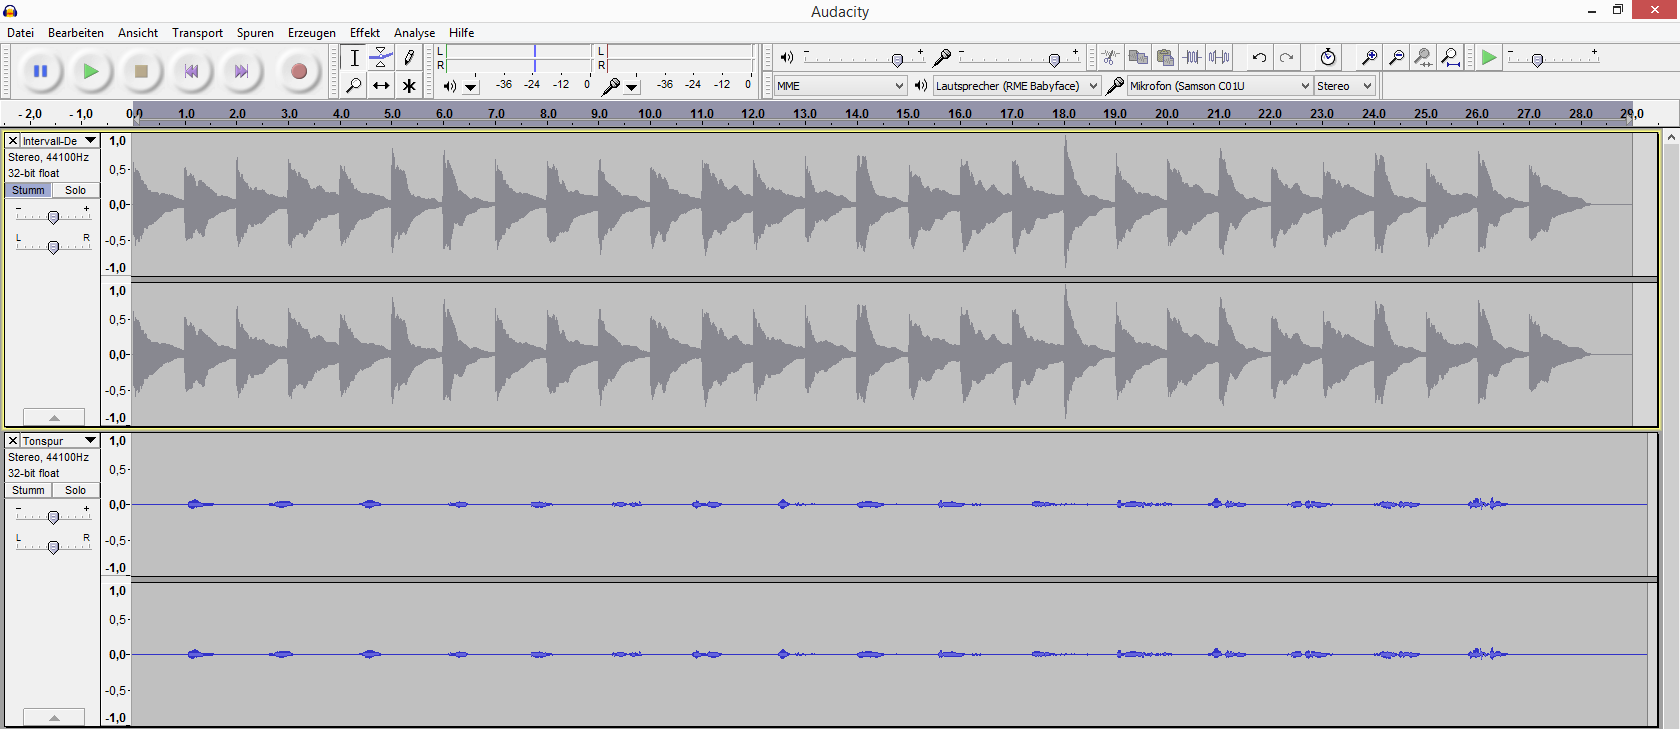 Audacity
Datei Bearbeiten Ansicht Transport Spuren Erzeugen Effekt Analyse Hilfe
L
R
-36 -24 -12 0
L
R
-36 -24 -12 0
- +
- +
- +
MME
Lautsprecher (RME Babyface)
Mikrofon (Samson C01U
Stereo
- 2,0 - 1,0 0,0 1.0 2.0 3.0 4.0 5.0 6.0 7.0 8.0 9.0 10.0 11.0 12.0 13.0 14.0 15.0 16.0 17.0 18.0 19.0 20.0 21.0 22.0 23.0 24.0 25.0 26.0 27.0 28.0 29,0
Intervall-De
Stereo, 44100Hz
32-bit float
Stumm Solo
- +
L R
1,0
0,5-
0,0-
-0,5-
-1,0
1,0
0,5-
0,0-
-0,5-
-1,0
Tonspur
Stereo, 44100Hz
32-bit float
Stumm Solo
- +
L R
1,0
0,5-
0,0-
-0,5-
-1,0
1,0
0,5-
0,0-
-0,5-
-1,0